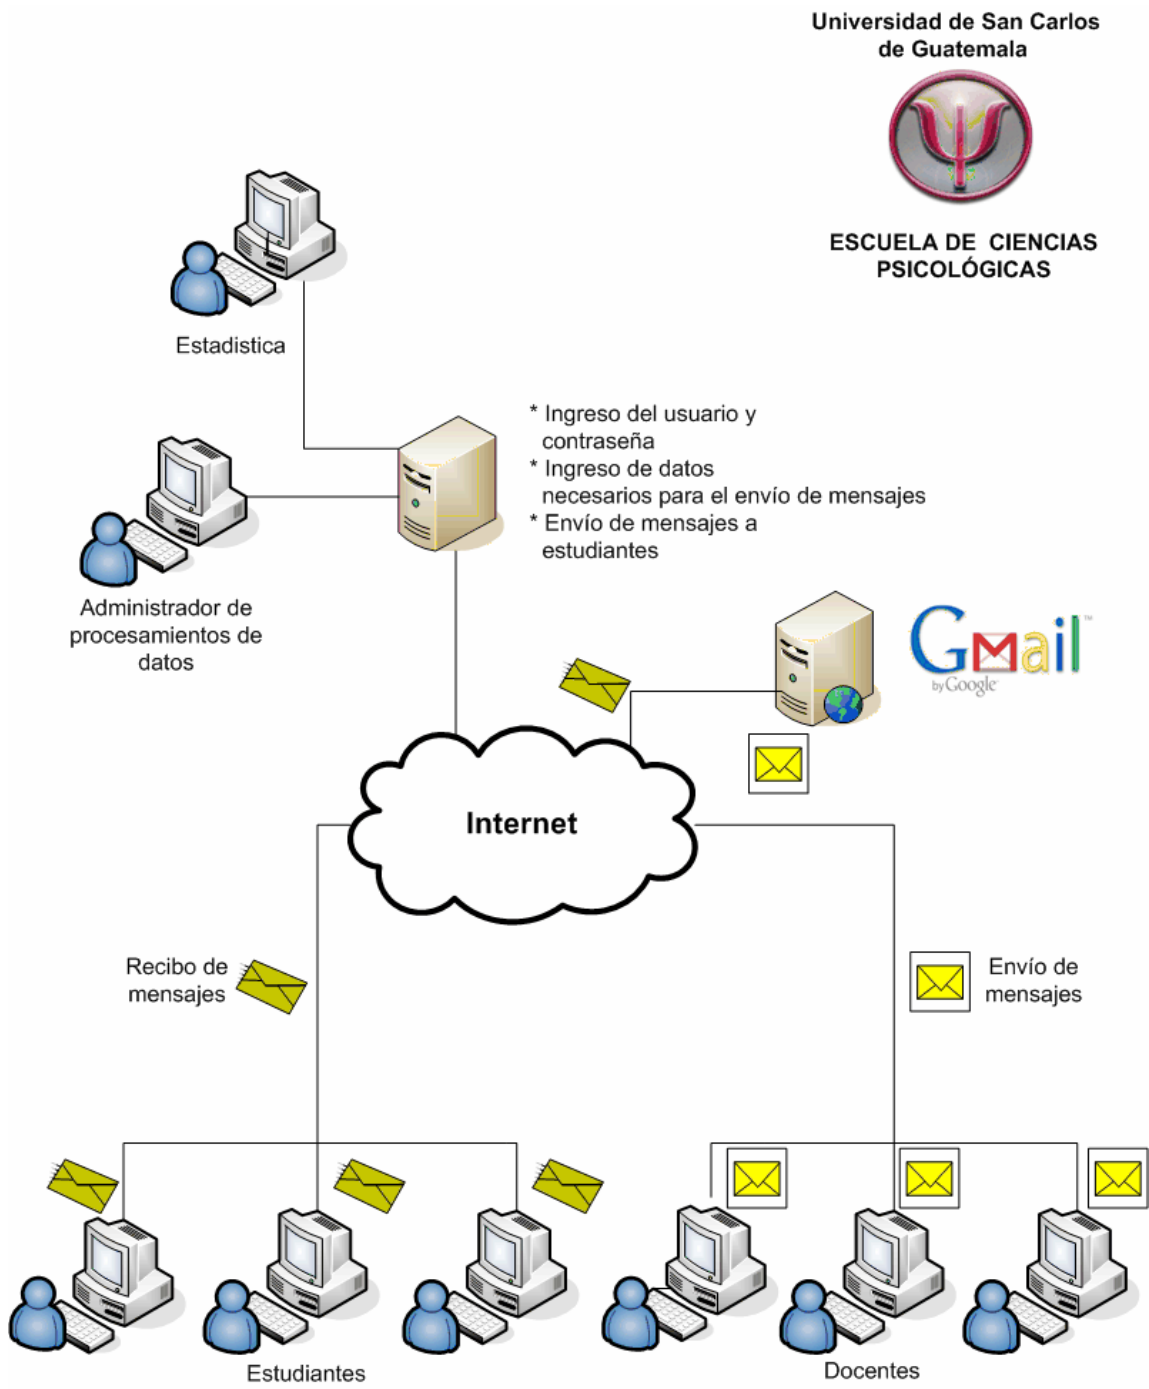 Universidad de San Carlos
de Guatemala
ESCUELA DE CIENCIAS
PSICOLÓGICAS
Estadistica
* Ingreso del usuario y
contraseña
* Ingreso de datos
necesarios para el envío de mensajes
* Envío de mensajes a
estudiantes
Administrador de
procesamientos de
datos
Gmail™
by Google
Internet
Recibo de
mensajes
Envío de
mensajes
Estudiantes
Docentes